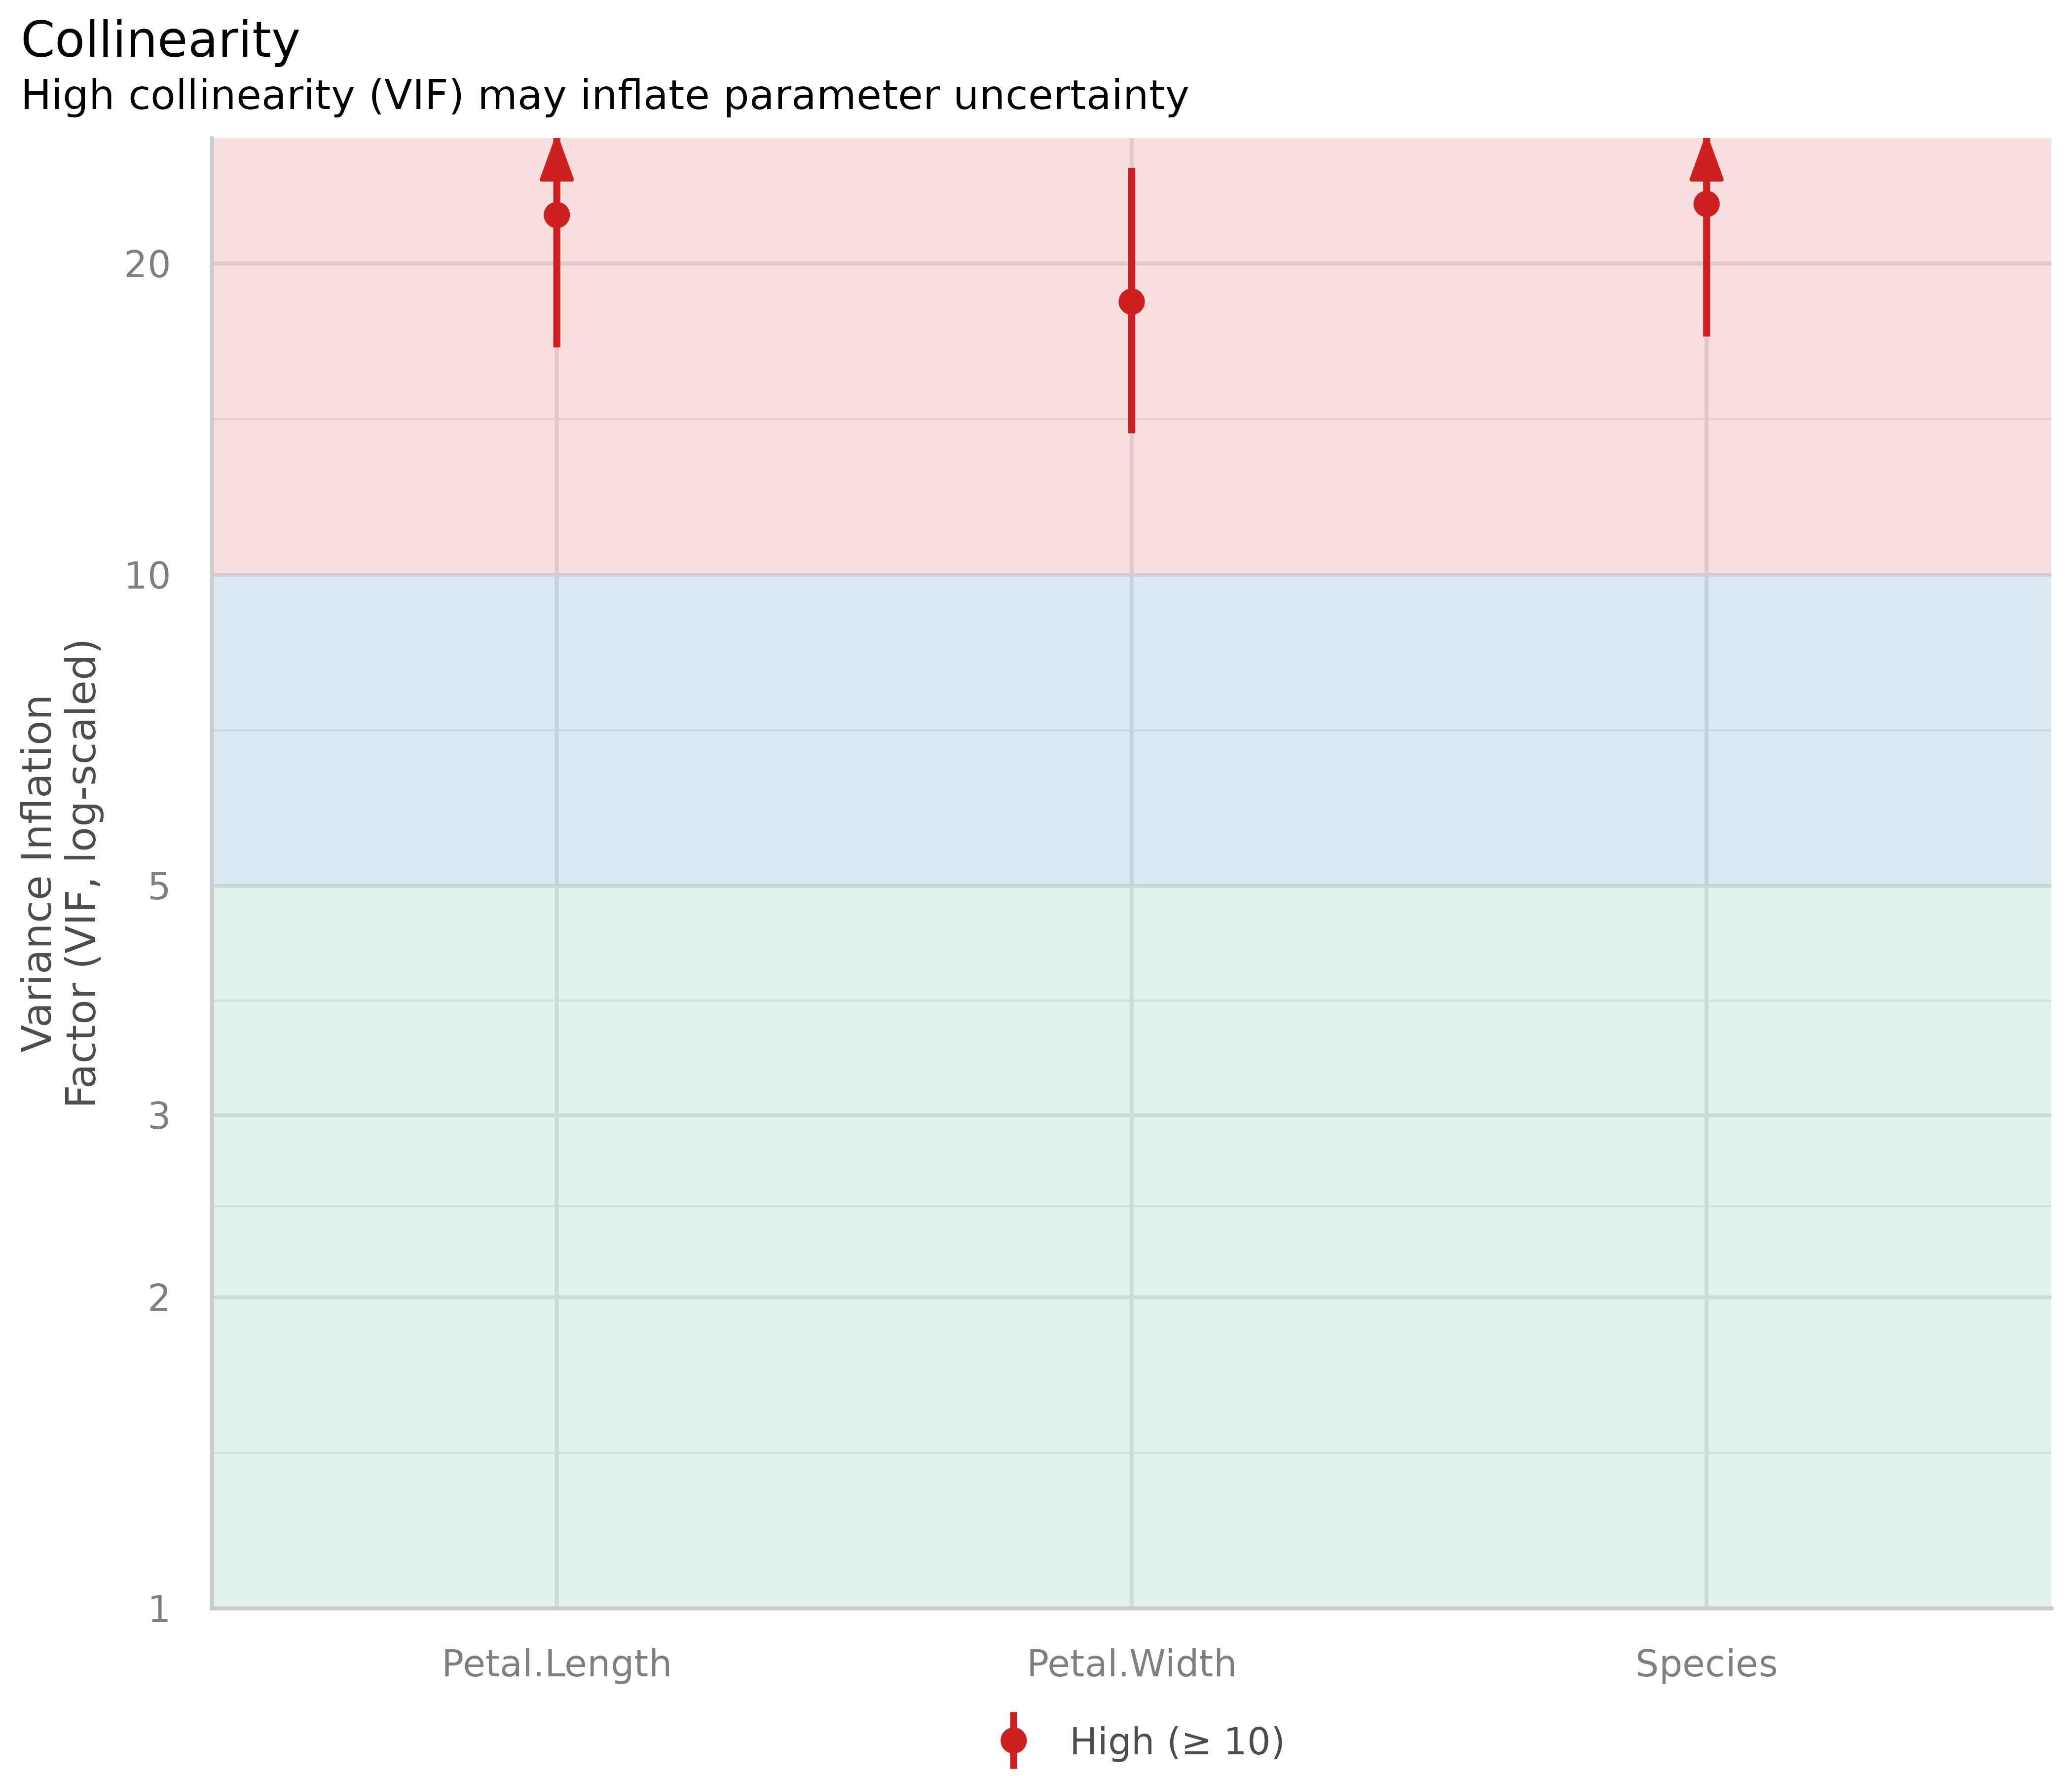 Collinearity
High collinearity (VIF) may inflate parameter uncertainty
Variance Inflation
Factor (VIF, log-scaled)
20
10
5
3
2
1
Petal.Length
Petal.Width
Species
High (≥ 10)